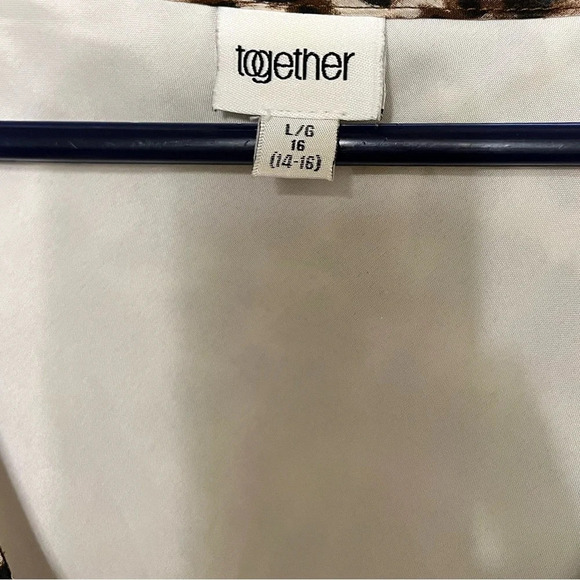 together
L/G
16
(14-16)